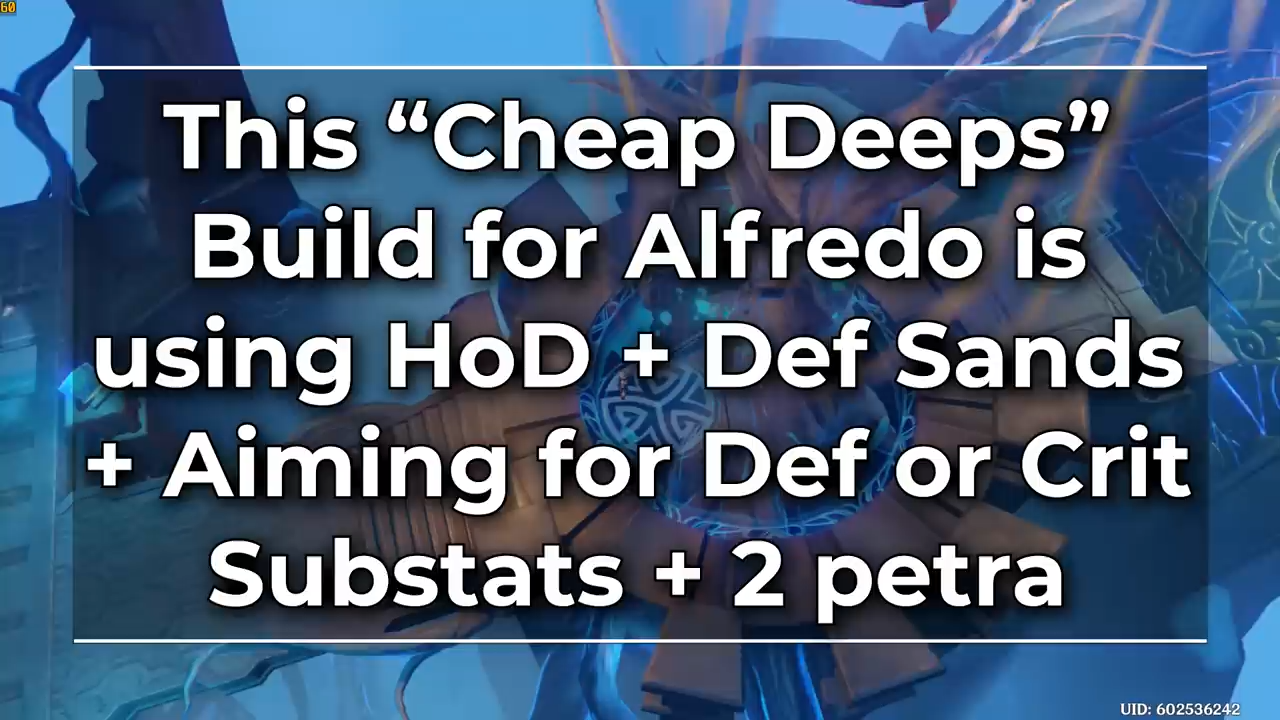 60
This “Cheap Deeps”
Build for Alfredo is
using HoD + Def Sands
+ Aiming for Def or Crit
Substats + 2 petra
UID: 602536242